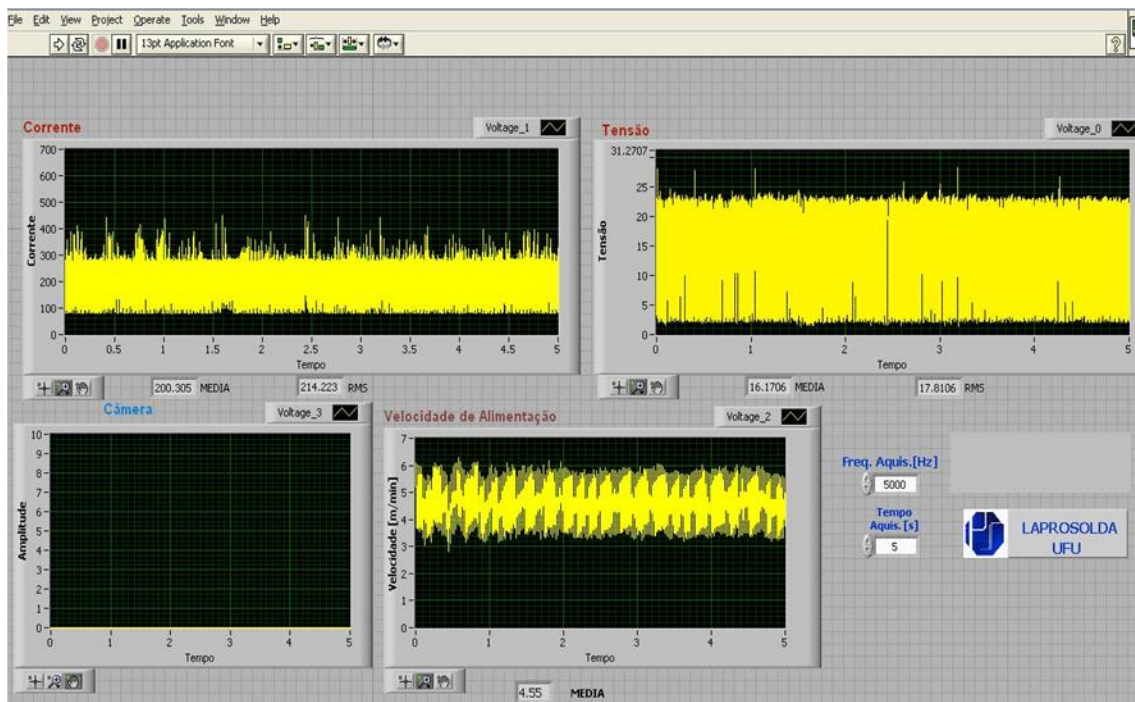 File Edit View Project Operate Tools Window Help
13pt Application Font
Corrente
Voltage_1
700
600
500
400
300
200
100
0
Corrente
0 0.5 1 1.5 2 2.5 3 3.5 4 4.5 5
Tempo
200.305 MEDIA 214.223 RMS
Tensão
Voltage_0
31.2707
25
20
15
10
5
0
Tensão
0 1 2 3 4 5
Tempo
16.1706 MEDIA 17.8106 RMS
Câmera
Voltage_3
10
9
8
7
6
5
4
3
2
1
0
Amplitude
0 1 2 3 4 5
Tempo
Velocidade de Alimentação
Voltage_2
7
6
5
4
3
2
1
0
Velocidade [m/min]
0 1 2 3 4 5
Tempo
4.55 MEDIA
Freq. Aquis.[Hz]
5000
Tempo
Aquis. [s]
5
LAPROSOLDA
UFU